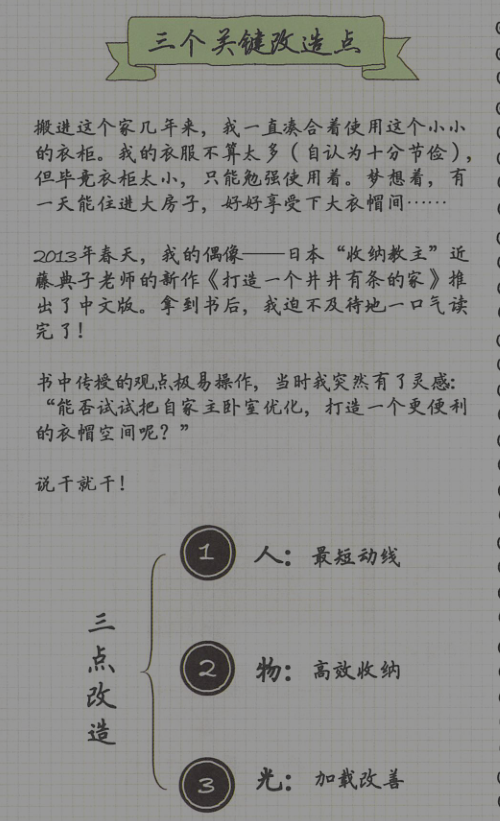 三个关键改造点
搬进这个家几年来，我一直凑合着使用这个小小
的衣柜。我的衣服不算太多（自认为十分节俭），
但毕竟衣柜太小，只能勉强使用着。梦想着，有
一天能住进大房子，好好享受下大衣帽间……
2013年春天，我的偶像——日本“收纳教主”近
藤典子老师的新作《打造一个井井有条的家》推
出了中文版。拿到书后，我迫不及待地一口气读
完了！
书中传授的观点极易操作，当时我突然有了灵感：
“能否试试把自家主卧室优化，打造一个更便利
的衣帽空间呢？”
说干就干！
三点改造
1 人：最短动线
2 物：高效收纳
3 光：加载改善